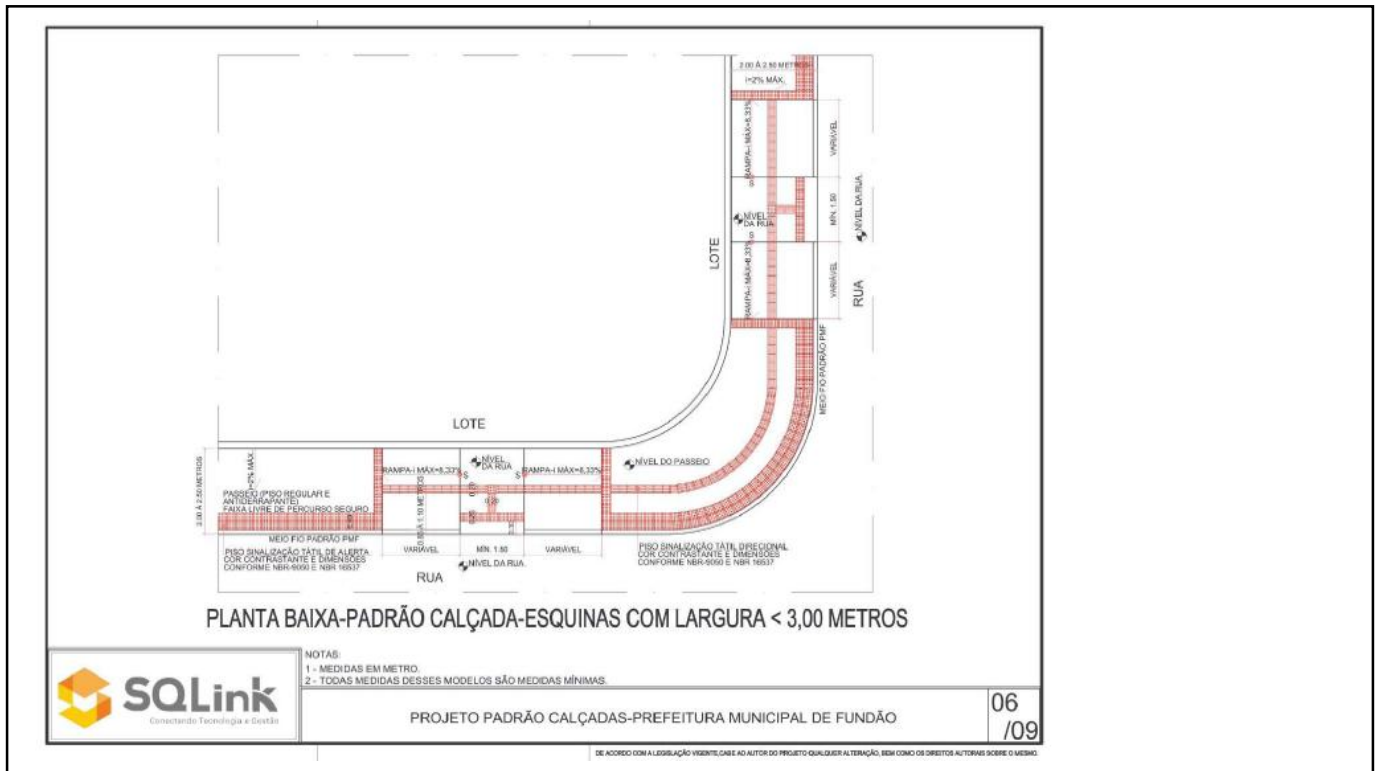 2.00 À 2.50 METROS
i=2% MÁX.
RAMPA-i MÁX=8,33%
VARIÁVEL
S
NÍVEL
DA RUA
S
MÍN. 1.50
NÍVEL DA RUA
LOTE
RAMPA-i MÁX=8,33%
VARIÁVEL
RUA
MEIO FIO PADRÃO PMF
LOTE
2.00 À 2.50 METROS
i=2% MÁX.
RAMPA-i MÁX=8,33%
S
NÍVEL
DA RUA
S
RAMPA-i MÁX=8,33%
NÍVEL DO PASSEIO
PASSEIO (PISO REGULAR E
ANTIDERRAPANTE)
FAIXA LIVRE DE PERCURSO SEGURO
0.20
MEIO FIO PADRÃO PMF
PISO SINALIZAÇÃO TÁTIL DE ALERTA
COR CONTRASTANTE E DIMENSÕES
CONFORME NBR-9050 E NBR 16537
VARIÁVEL
MÍN. 1.50
VARIÁVEL
NÍVEL DA RUA
PISO SINALIZAÇÃO TÁTIL DIRECIONAL
COR CONTRASTANTE E DIMENSÕES
CONFORME NBR-9050 E NBR 16537
RUA
PLANTA BAIXA-PADRÃO CALÇADA-ESQUINAS COM LARGURA < 3,00 METROS
NOTAS:
1 - MEDIDAS EM METRO.
2 - TODAS MEDIDAS DESSES MODELOS SÃO MEDIDAS MÍNIMAS.
SQLink
Conectando Tecnologia e Gestão
PROJETO PADRÃO CALÇADAS-PREFEITURA MUNICIPAL DE FUNDÃO
06
/09
DE ACORDO COM A LEGISLAÇÃO VIGENTE, CABE AO AUTOR DO PROJETO QUALQUER ALTERAÇÃO, BEM COMO OS DIREITOS AUTORAIS SOBRE O MESMO.